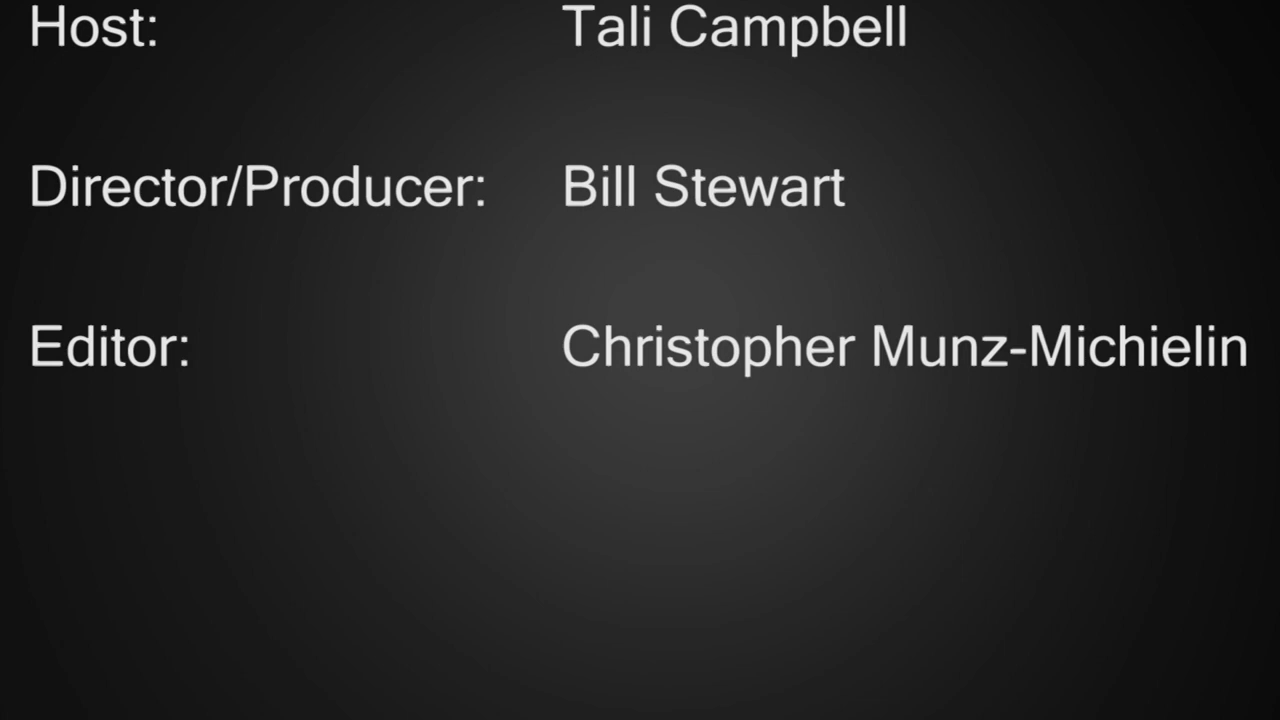 Host: Tali Campbell
Director/Producer: Bill Stewart
Editor: Christopher Munz-Michielin